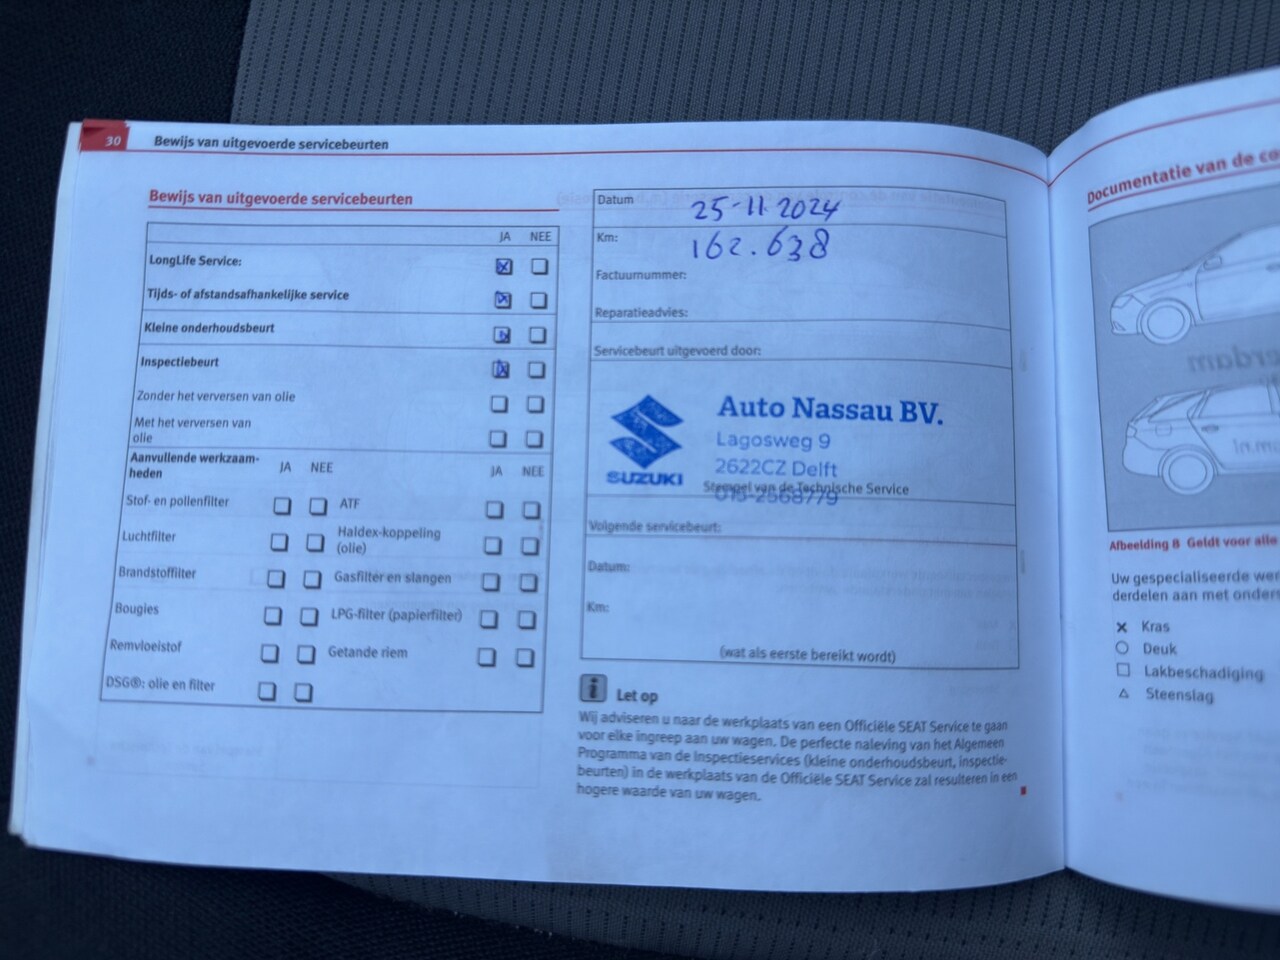 30
Bewijs van uitgevoerde servicebeurten
Bewijs van uitgevoerde servicebeurten
JA NEE
LongLife Service:
Tijds- of afstandsafhankelijke service
Kleine onderhoudsbeurt
Inspectiebeurt
Zonder het verversen van olie
Met het verversen van
olie
Aanvullende werkzaam-
heden
JA NEE
JA NEE
Stof- en pollenfilter
ATF
Luchtfilter
Haldex-koppeling
(olie)
Brandstoffilter
Gasfilter en slangen
Bougies
LPG-filter (papierfilter)
Remvloeistof
Getande riem
DSG®: olie en filter
Datum
25-11-2024
Km:
162.638
Factuurnummer:
Reparatieadvies:
Servicebeurt uitgevoerd door:
SUZUKI
Auto Nassau BV.
Lagosweg 9
2622CZ Delft
015-2568779
Stempel van de Technische Service
Volgende servicebeurt:
Datum:
Km:
(wat als eerste bereikt wordt)
Let op
Wij adviseren u naar de werkplaats van een Officiële SEAT Service te gaan
voor elke ingreep aan uw wagen. De perfecte naleving van het Algemeen
Programma van de Inspectieservices (kleine onderhoudsbeurt, inspectie-
beurten) in de werkplaats van de Officiële SEAT Service zal resulteren in een
hogere waarde van uw wagen.
Documentatie van de
Afbeelding 8 Geldt voor alle
Uw gespecialiseerde
derdelen aan met
Kras
Deuk
Lakbeschadiging
Steenslag